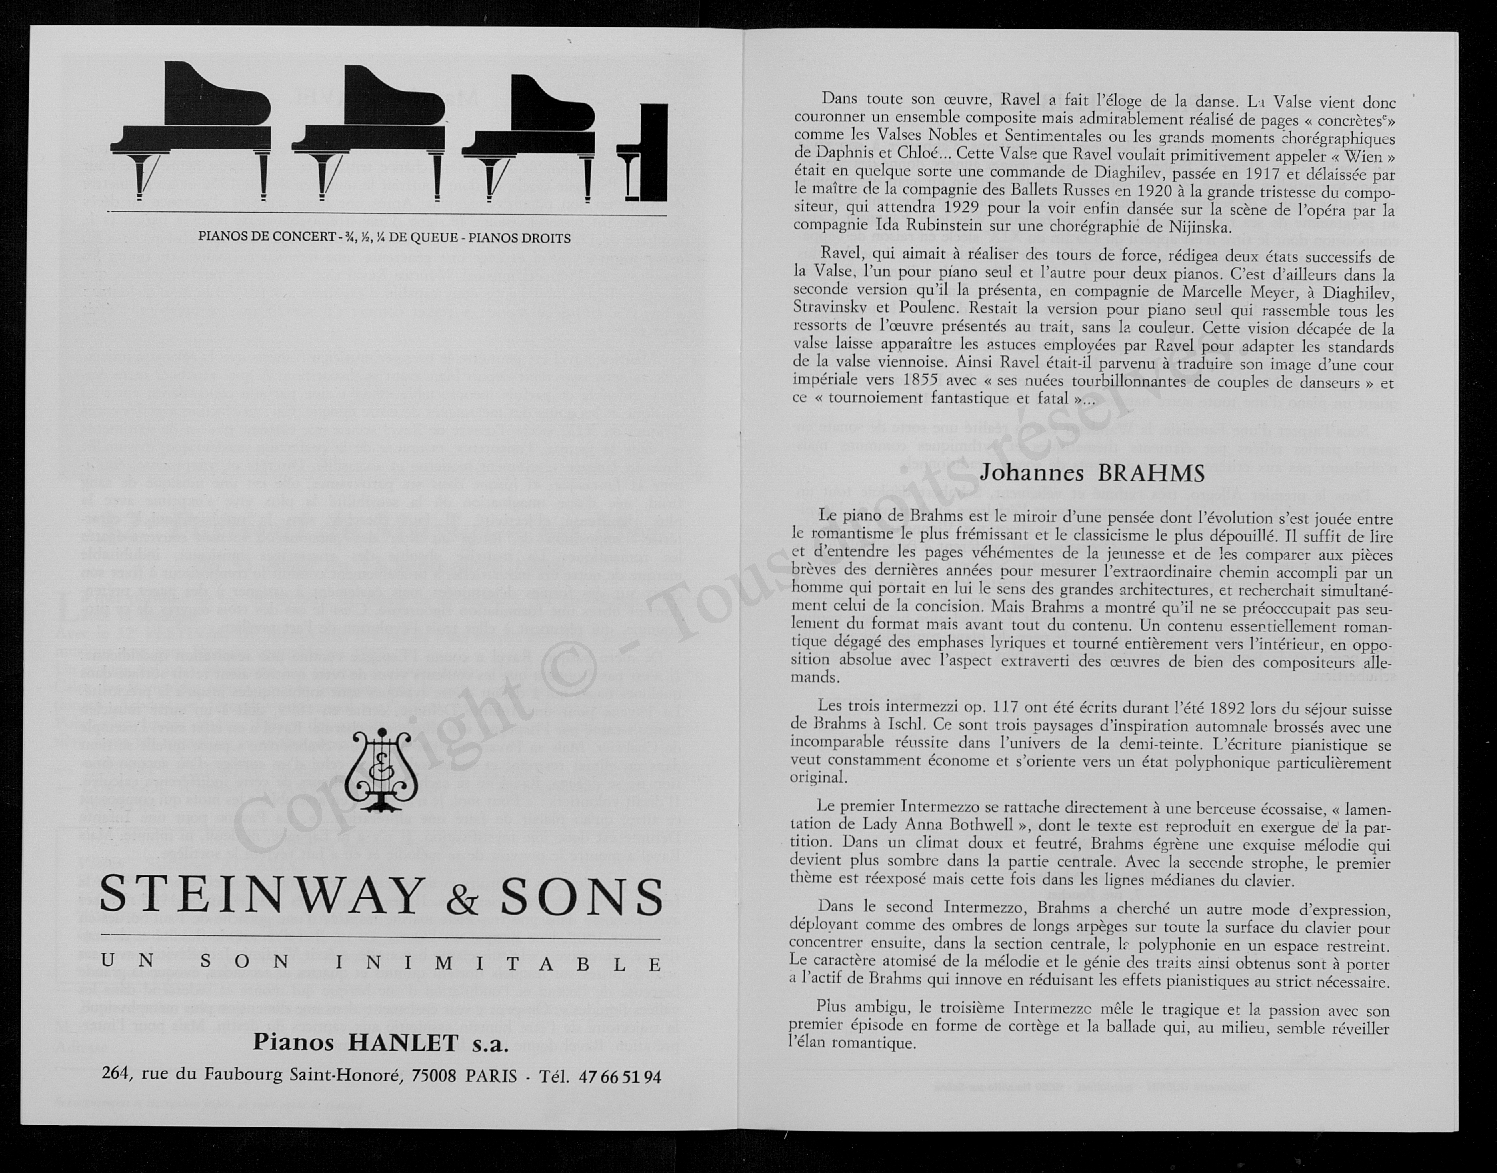 PIANOS DE CONCERT - ¾, ½, ¼ DE QUEUE - PIANOS DROITS
STEINWAY & SONS
UN SON INIMITABLE
Pianos HANLET s.a.
264, rue du Faubourg Saint-Honoré, 75008 PARIS - Tél. 47 66 51 94
Dans toute son œuvre, Ravel a fait l'éloge de la danse. La Valse vient donc
couronner un ensemble composite mais admirablement réalisé de pages « concrètes »
comme les Valses Nobles et Sentimentales ou les grands moments chorégraphiques
de Daphnis et Chloé... Cette Valse que Ravel voulait primitivement appeler « Wien »
était en quelque sorte une commande de Diaghilev, passée en 1917 et délaissée par
le maître de la compagnie des Ballets Russes en 1920 à la grande tristesse du compo-
siteur, qui attendra 1929 pour la voir enfin dansée sur la scène de l'opéra par la
compagnie Ida Rubinstein sur une chorégraphie de Nijinska.
Ravel, qui aimait à réaliser des tours de force, rédigea deux états successifs de
la Valse, l'un pour piano seul et l'autre pour deux pianos. C'est d'ailleurs dans la
seconde version qu'il la présenta, en compagnie de Marcelle Meyer, à Diaghilev,
Stravinsky et Poulenc. Restait la version pour piano seul qui rassemble tous les
ressorts de l'œuvre présentés au trait, sans la couleur. Cette vision décapée de la
valse laisse apparaître les astuces employées par Ravel pour adapter les standards
de la valse viennoise. Ainsi Ravel était-il parvenu à traduire son image d'une cour
impériale vers 1855 avec « ses nuées tourbillonnantes de couples de danseurs » et
ce « tournoiement fantastique et fatal »...
Johannes BRAHMS
Le piano de Brahms est le miroir d'une pensée dont l'évolution s'est jouée entre
le romantisme le plus frémissant et le classicisme le plus dépouillé. Il suffit de lire
et d'entendre les pages véhémentes de la jeunesse et de les comparer aux pièces
brèves des dernières années pour mesurer l'extraordinaire chemin accompli par un
homme qui portait en lui le sens des grandes architectures, et recherchait simultané-
ment celui de la concision. Mais Brahms a montré qu'il ne se préocccupait pas seu-
lement du format mais avant tout du contenu. Un contenu essentiellement roman-
tique dégagé des emphases lyriques et tourné entièrement vers l'intérieur, en oppo-
sition absolue avec l'aspect extraverti des œuvres de bien des compositeurs alle-
mands.
Les trois intermezzi op. 117 ont été écrits durant l'été 1892 lors du séjour suisse
de Brahms à Ischl. Ce sont trois paysages d'inspiration automnale brossés avec une
incomparable réussite dans l'univers de la demi-teinte. L'écriture pianistique se
veut constamment économe et s'oriente vers un état polyphonique particulièrement
original.
Le premier Intermezzo se rattache directement à une berceuse écossaise, « lamen-
tation de Lady Anna Bothwell », dont le texte est reproduit en exergue de la par-
tition. Dans un climat doux et feutré, Brahms égrène une exquise mélodie qui
devient plus sombre dans la partie centrale. Avec la seconde strophe, le premier
thème est réexposé mais cette fois dans les lignes médianes du clavier.
Dans le second Intermezzo, Brahms a cherché un autre mode d'expression,
déployant comme des ombres de longs arpèges sur toute la surface du clavier pour
concentrer ensuite, dans la section centrale, la polyphonie en un espace restreint.
Le caractère atomisé de la mélodie et le génie des traits ainsi obtenus sont à porter
a l'actif de Brahms qui innove en réduisant les effets pianistiques au strict nécessaire.
Plus ambigu, le troisième Intermezzo mêle le tragique et la passion avec son
premier épisode en forme de cortège et la ballade qui, au milieu, semble réveiller
l'élan romantique.
Copyright © - Tous droits réservés.